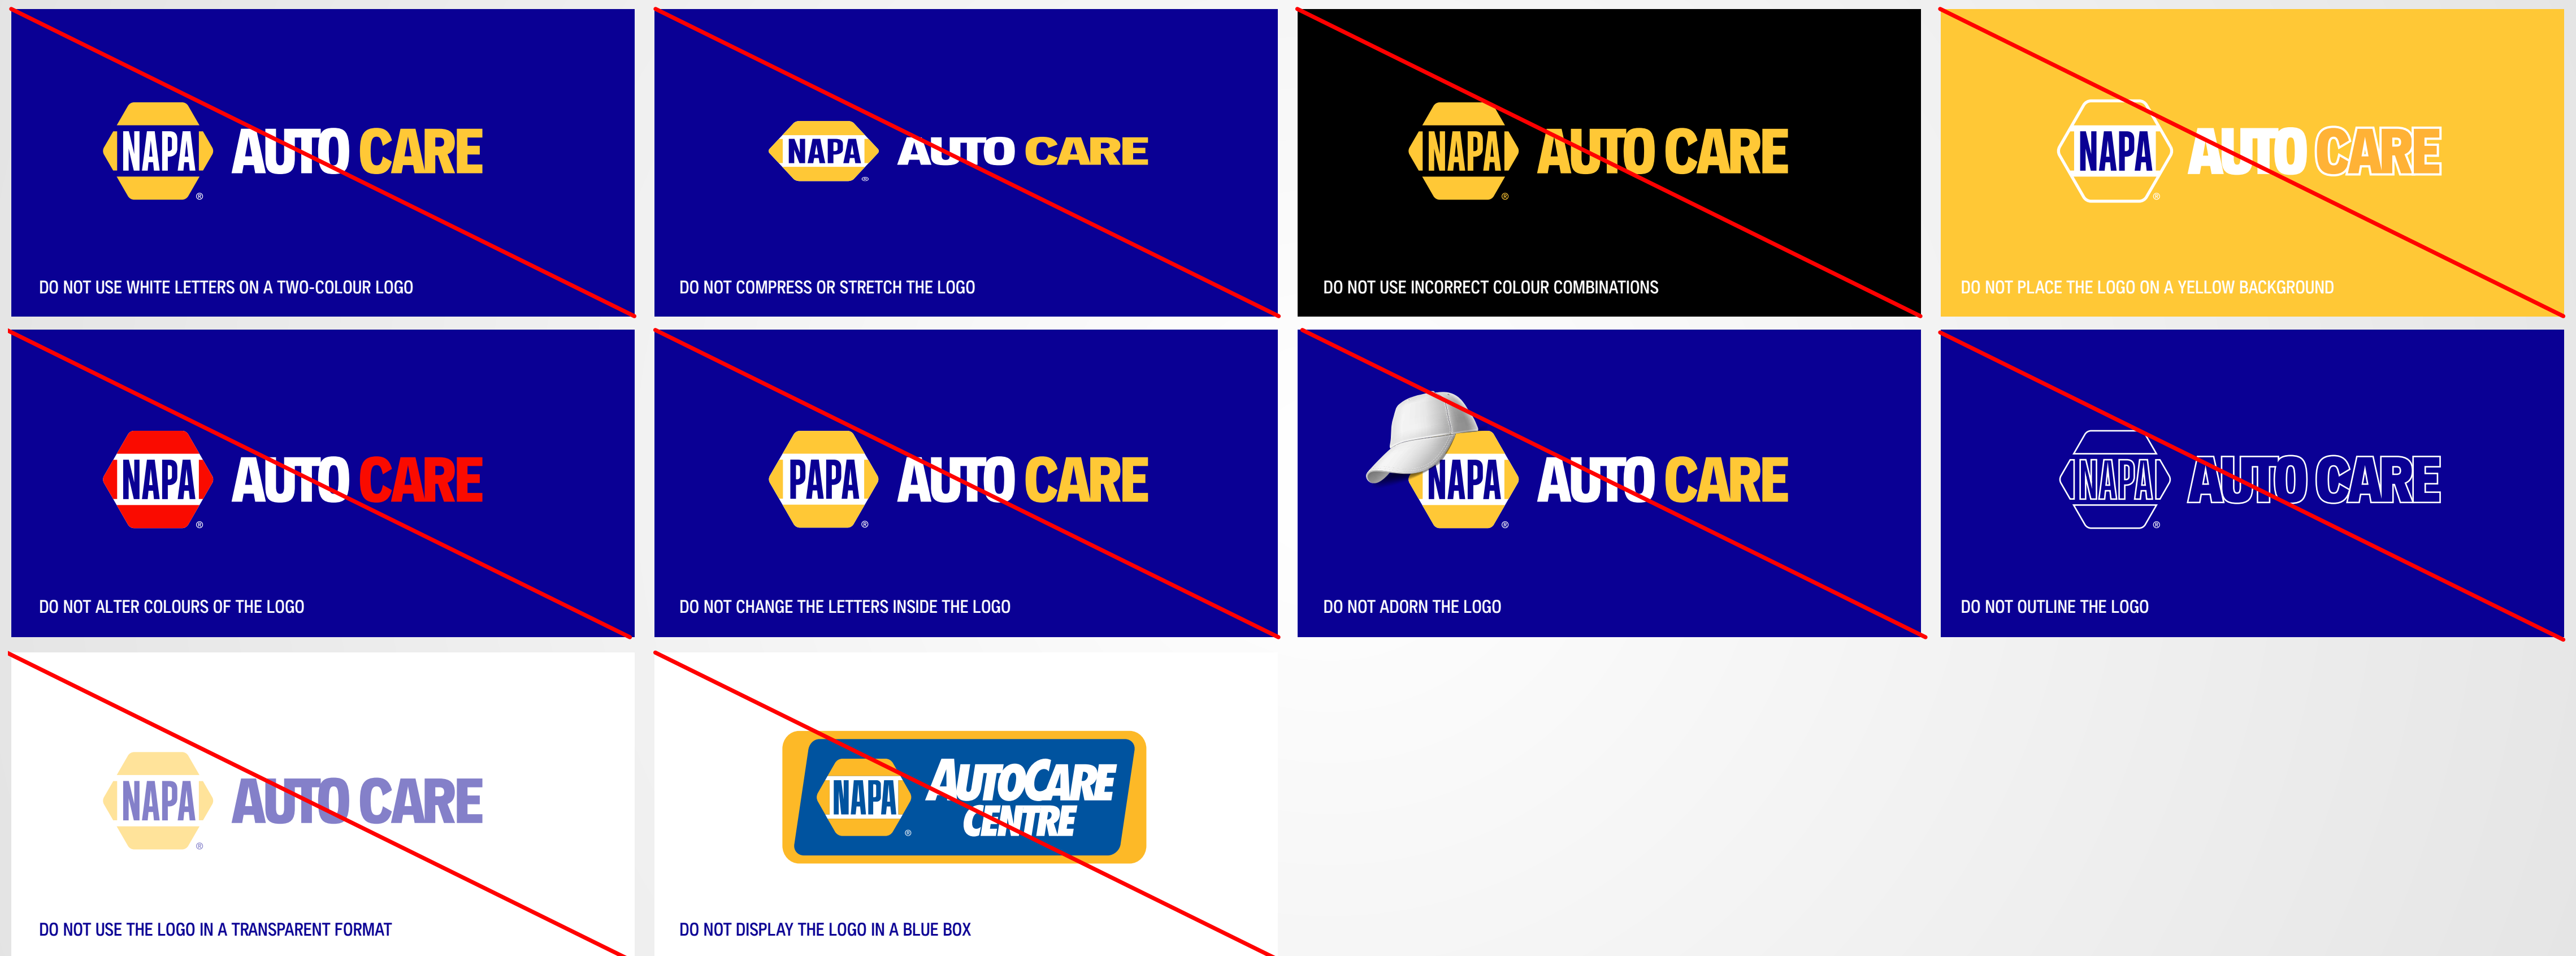 NAPA AUTO CARE
®
DO NOT USE WHITE LETTERS ON A TWO-COLOUR LOGO
NAPA AUTO CARE
®
DO NOT COMPRESS OR STRETCH THE LOGO
NAPA AUTO CARE
®
DO NOT USE INCORRECT COLOUR COMBINATIONS
NAPA AUTO CARE
®
DO NOT PLACE THE LOGO ON A YELLOW BACKGROUND
NAPA AUTO CARE
®
DO NOT ALTER COLOURS OF THE LOGO
PAPA AUTO CARE
®
DO NOT CHANGE THE LETTERS INSIDE THE LOGO
NAPA AUTO CARE
®
DO NOT ADORN THE LOGO
NAPA AUTO CARE
®
DO NOT OUTLINE THE LOGO
NAPA AUTO CARE
®
DO NOT USE THE LOGO IN A TRANSPARENT FORMAT
NAPA AUTOCARE
CENTRE
®
DO NOT DISPLAY THE LOGO IN A BLUE BOX